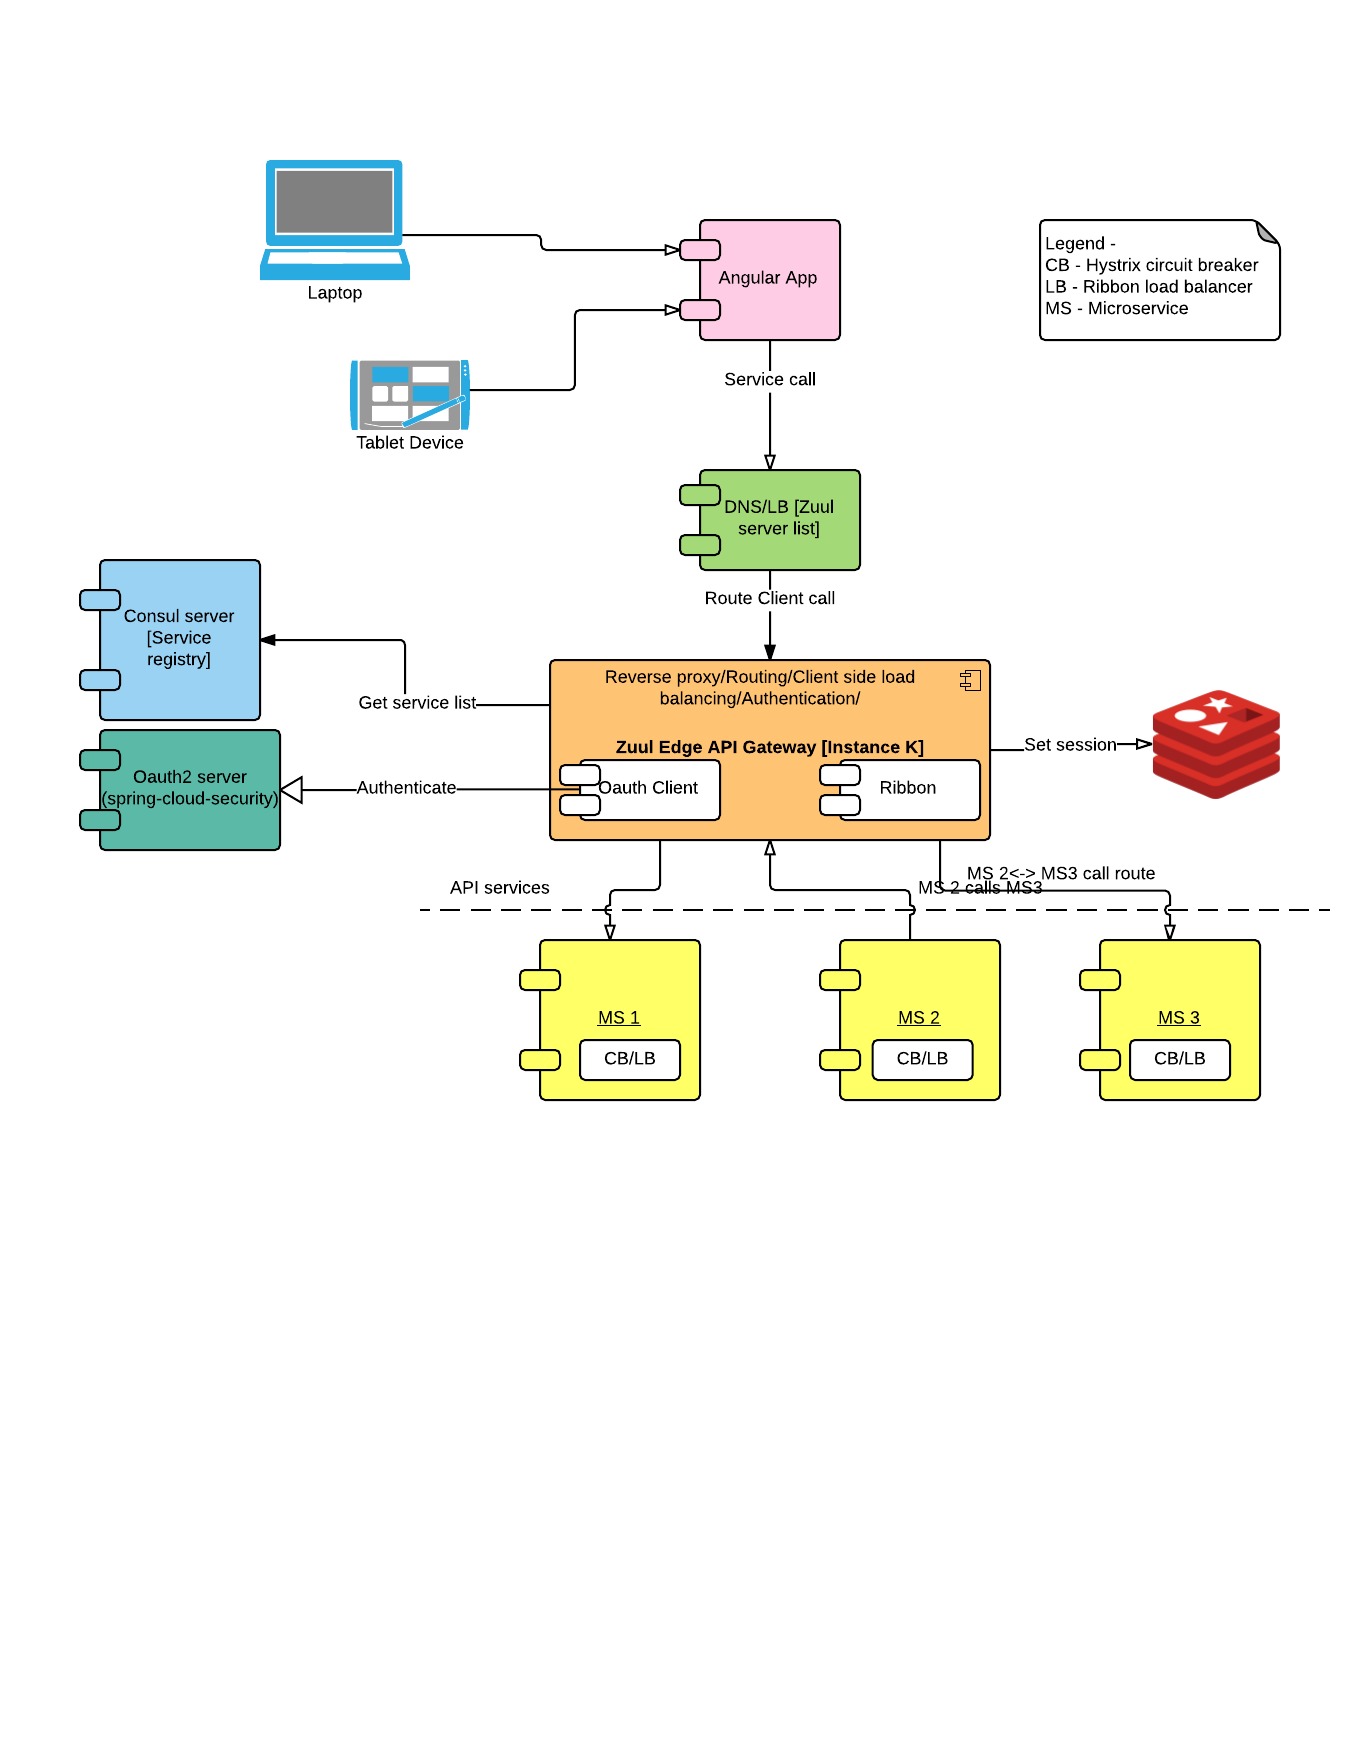 Laptop
Angular App
Legend -
CB - Hystrix circuit breaker
LB - Ribbon load balancer
MS - Microservice
Service call
Tablet Device
DNS/LB [Zuul
server list]
Route Client call
Consul server
[Service
registry]
Get service list
Reverse proxy/Routing/Client side load
balancing/Authentication/
Zuul Edge API Gateway [Instance K]
Set session
Oauth2 server
(spring-cloud-security)
Authenticate
Oauth Client
Ribbon
MS 2<-> MS3 call route
API services
MS 2 calls MS3
MS 1
CB/LB
MS 2
CB/LB
MS 3
CB/LB